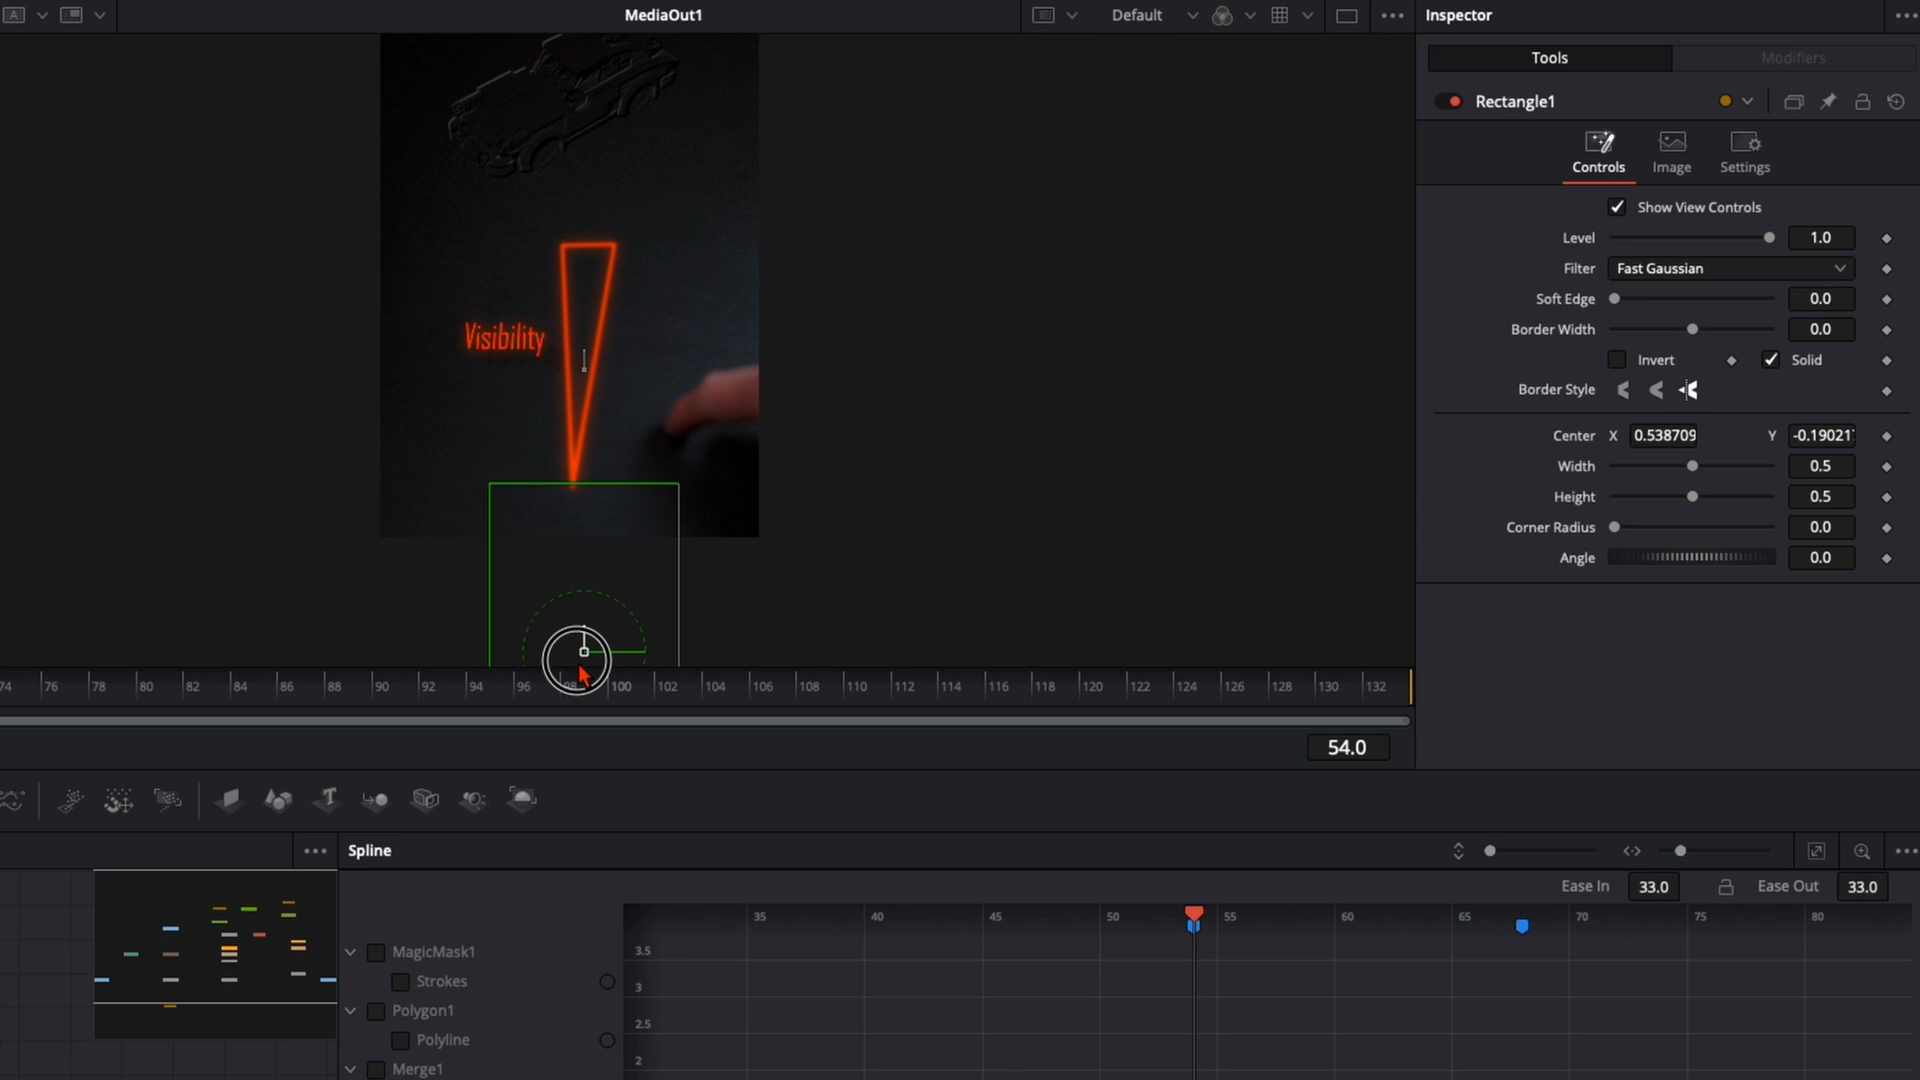 A
MediaOut1
Default
Inspector
Tools
Modifiers
Rectangle1
Controls
Image
Settings
Show View Controls
Level 1.0
Filter Fast Gaussian
Soft Edge 0.0
Border Width 0.0
Invert Solid
Border Style
Center X 0.538709 Y -0.190217
Width 0.5
Height 0.5
Corner Radius 0.0
Angle 0.0
Visibility
74 76 78 80 82 84 86 88 90 92 94 96 98 100 102 104 106 108 110 112 114 116 118 120 122 124 126 128 130 132
54.0
T
Spline
Ease In 33.0 Ease Out 33.0
35 40 45 50 55 60 65 70 75 80
MagicMask1
Strokes
Polygon1
Polyline
Merge1
3.5
3
2.5
2